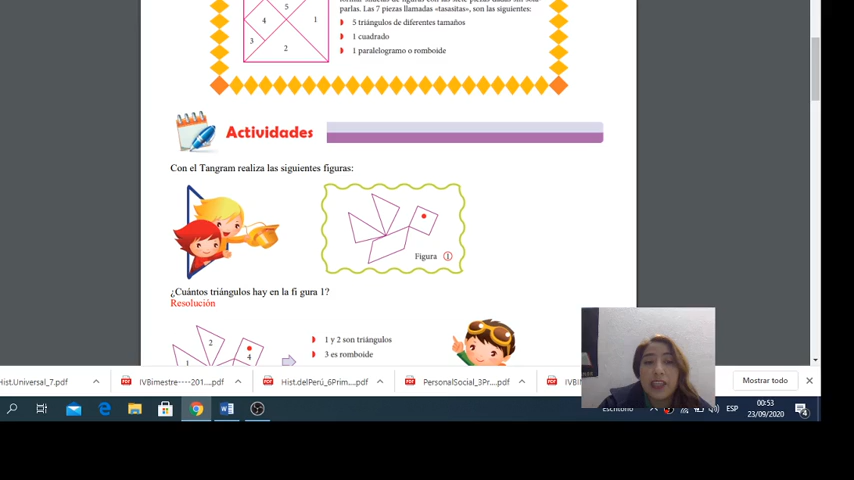 parlas. Las 7 piezas llamadas «tasasitas», son las siguientes:
5 triángulos de diferentes tamaños
1 cuadrado
1 paralelogramo o romboide
5
4
1
3
2
Actividades
Con el Tangram realiza las siguientes figuras:
Figura 1
¿Cuántos triángulos hay en la fi gura 1?
Resolución
1 y 2 son triángulos
3 es romboide
2
4
1
Hist.Universal_7.pdf
IVBimestre----201....pdf
Hist.delPerú_6Prim....pdf
PersonalSocial_3Pr....pdf
Mostrar todo
ESP
00:53
23/09/2020
4